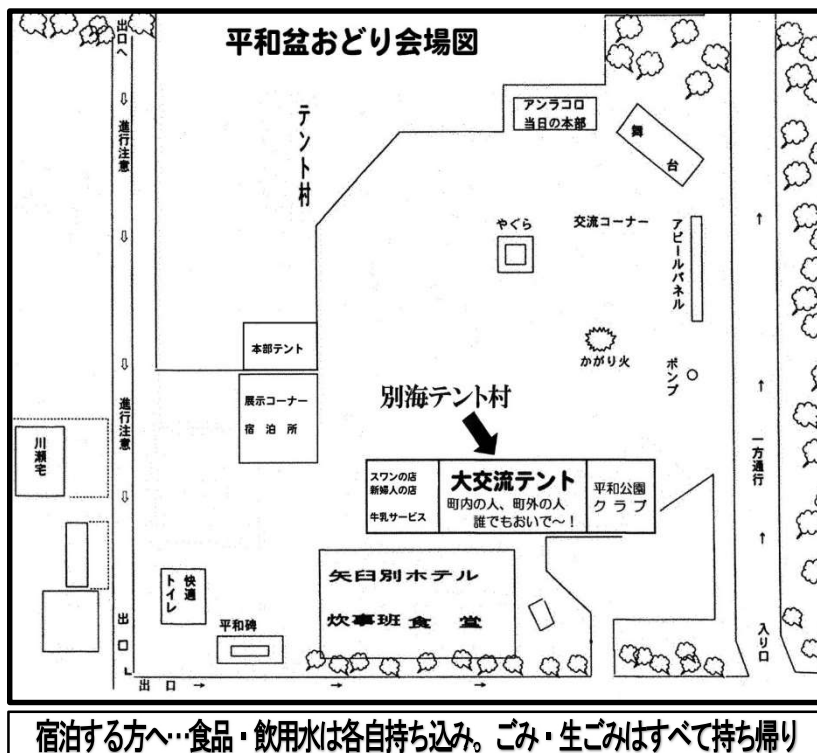 平和盆おどり会場図
出口へ
進行注意
テント村
アンラコロ
当日の本部
舞台
やぐら
交流コーナー
アピールパネル
かがり火
ポンプ
本部テント
展示コーナー
宿泊所
進行注意
川瀬宅
別海テント村
スワンの店
新婦人の店
牛乳サービス
大交流テント
町内の人、町外の人
誰でもおいで〜！
平和公園
クラブ
一方通行
快適
トイレ
矢臼別ホテル
炊事班食堂
平和碑
出口
入り口
出口
宿泊する方へ…食品・飲用水は各自持ち込み。ごみ・生ごみはすべて持ち帰り